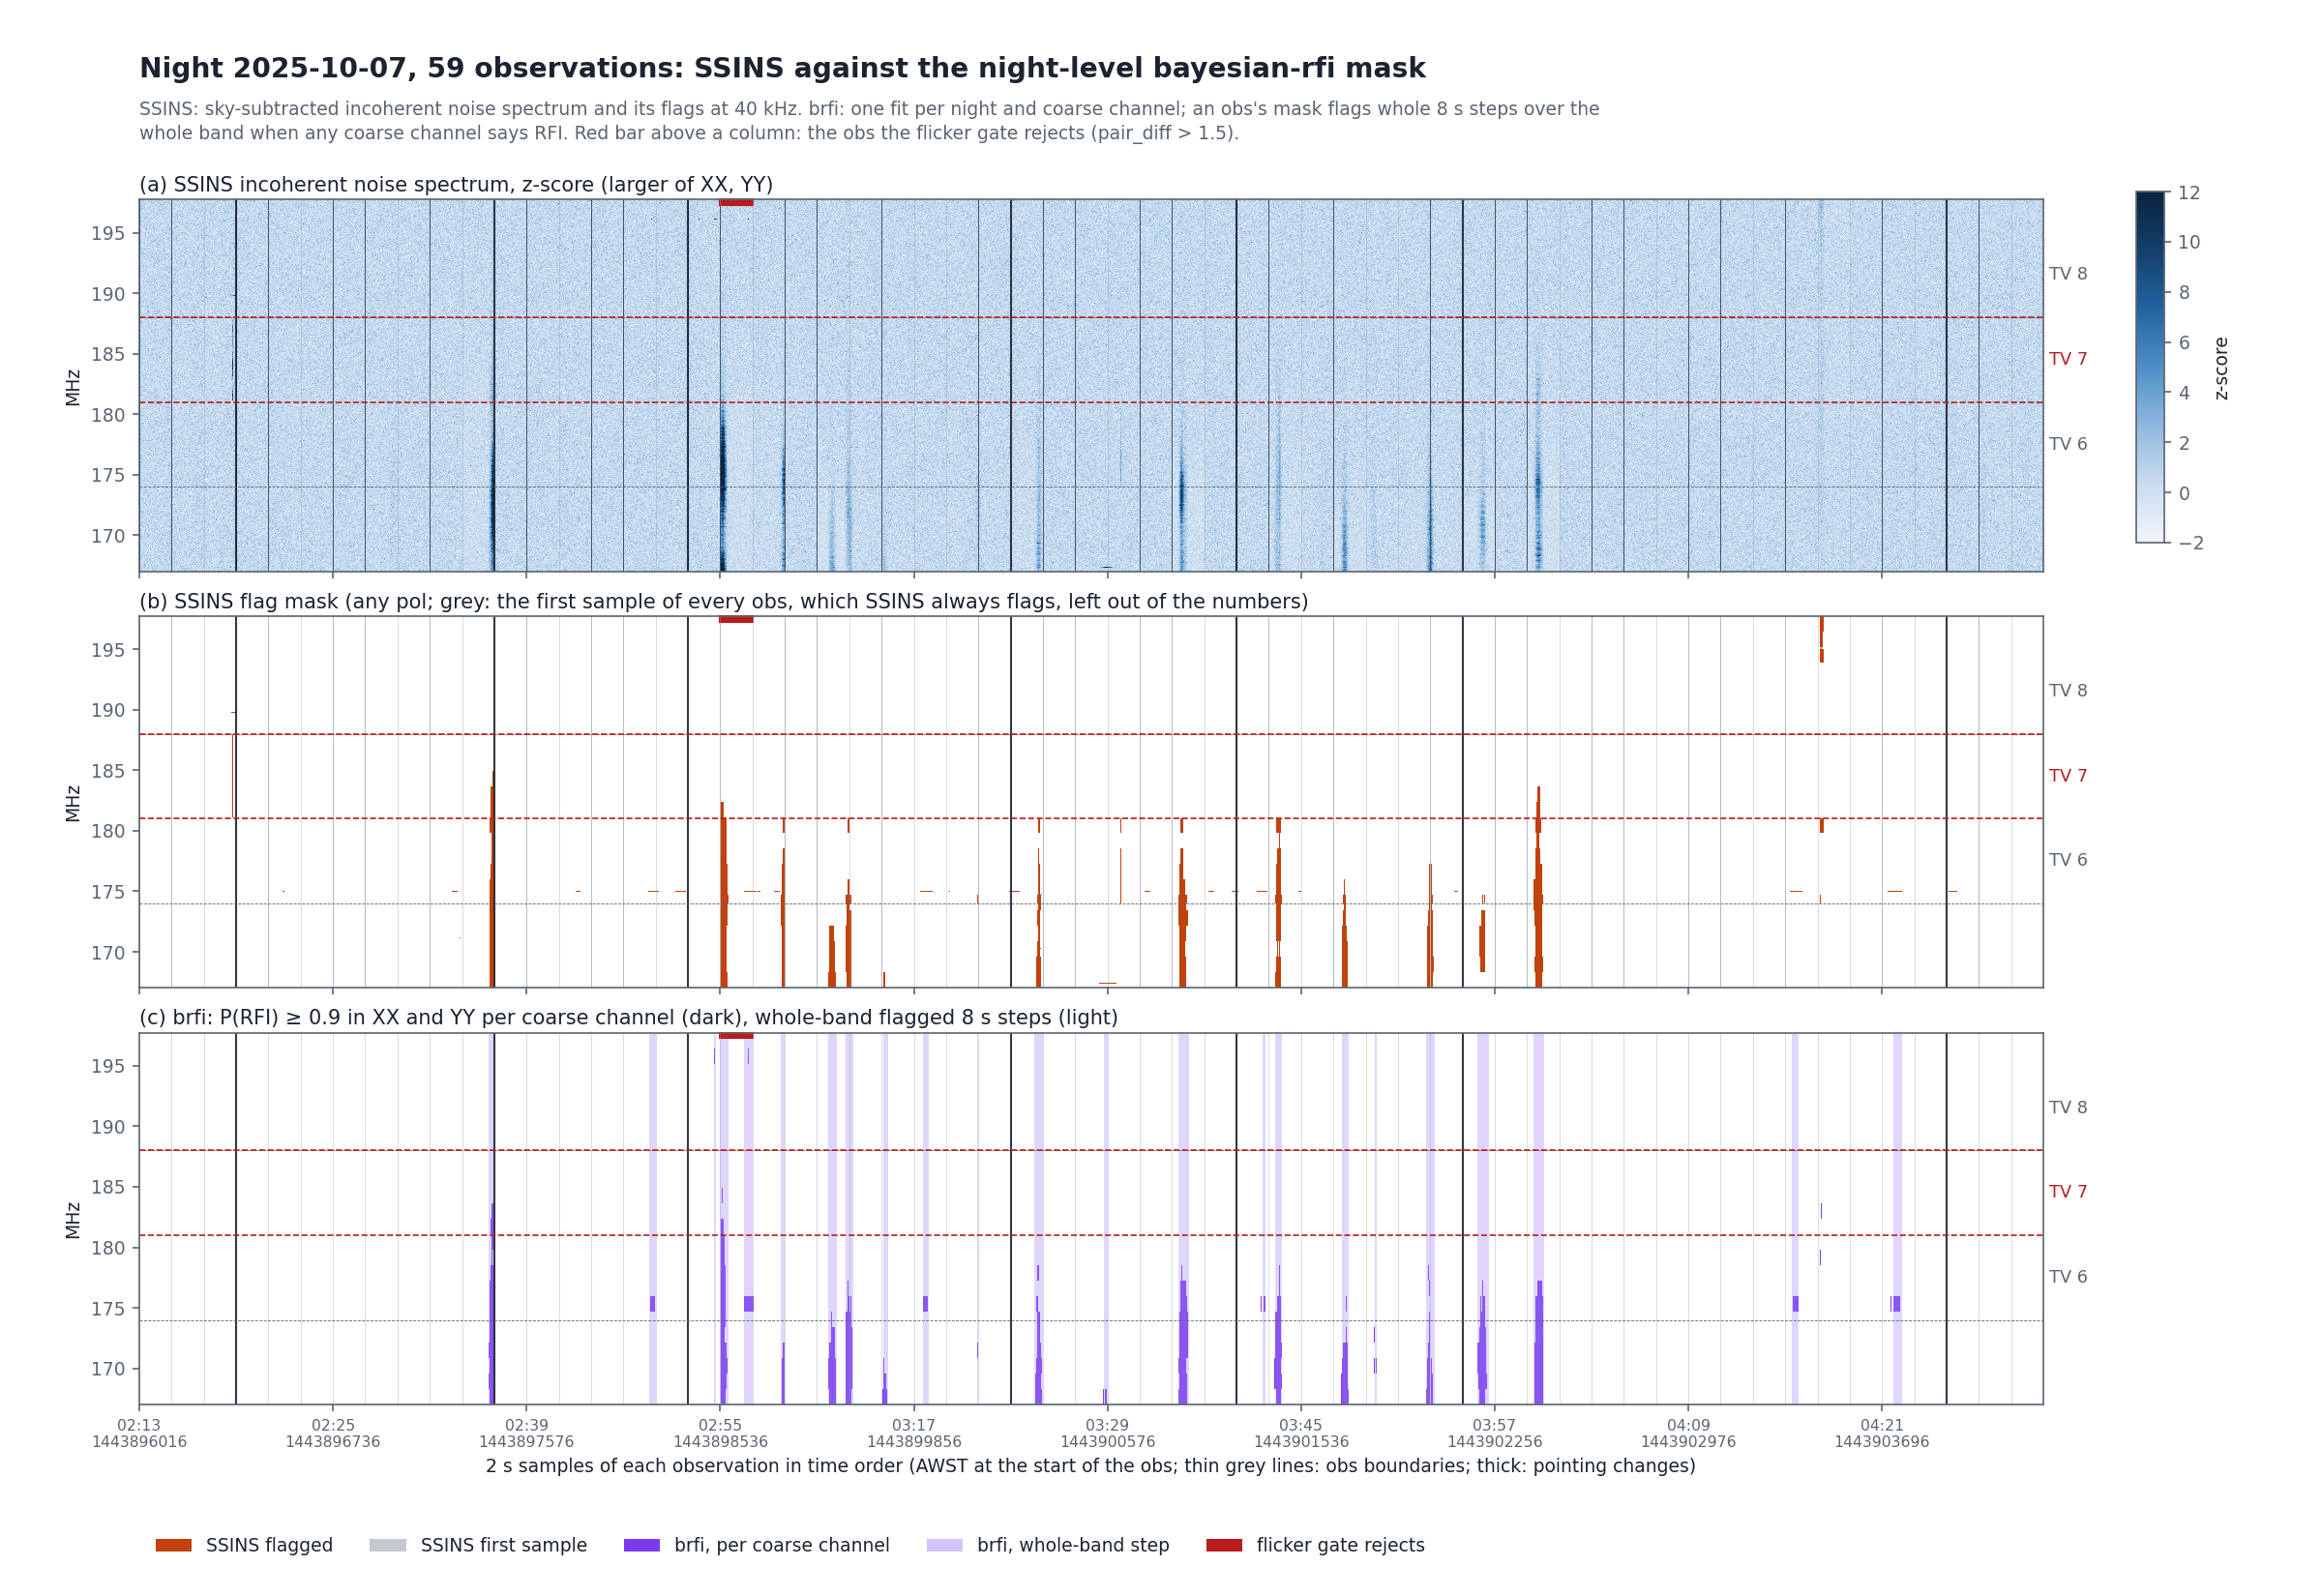 Night 2025-10-07, 59 observations: SSINS against the night-level bayesian-rfi mask
SSINS: sky-subtracted incoherent noise spectrum and its flags at 40 kHz. brfi: one fit per night and coarse channel; an obs's mask flags whole 8 s steps over the
whole band when any coarse channel says RFI. Red bar above a column: the obs the flicker gate rejects (pair_diff > 1.5).
(a) SSINS incoherent noise spectrum, z-score (larger of XX, YY)
195
190
185
180
175
170
MHz
TV 8
TV 7
TV 6
12
10
8
6
4
2
0
−2
z-score
(b) SSINS flag mask (any pol; grey: the first sample of every obs, which SSINS always flags, left out of the numbers)
195
190
185
180
175
170
MHz
TV 8
TV 7
TV 6
(c) brfi: P(RFI) ≥ 0.9 in XX and YY per coarse channel (dark), whole-band flagged 8 s steps (light)
195
190
185
180
175
170
MHz
TV 8
TV 7
TV 6
02:13 02:25 02:39 02:55 03:17 03:29 03:45 03:57 04:09 04:21
1443896016 1443896736 1443897576 1443898536 1443899856 1443900576 1443901536 1443902256 1443902976 1443903696
2 s samples of each observation in time order (AWST at the start of the obs; thin grey lines: obs boundaries; thick: pointing changes)
SSINS flagged SSINS first sample brfi, per coarse channel brfi, whole-band step flicker gate rejects